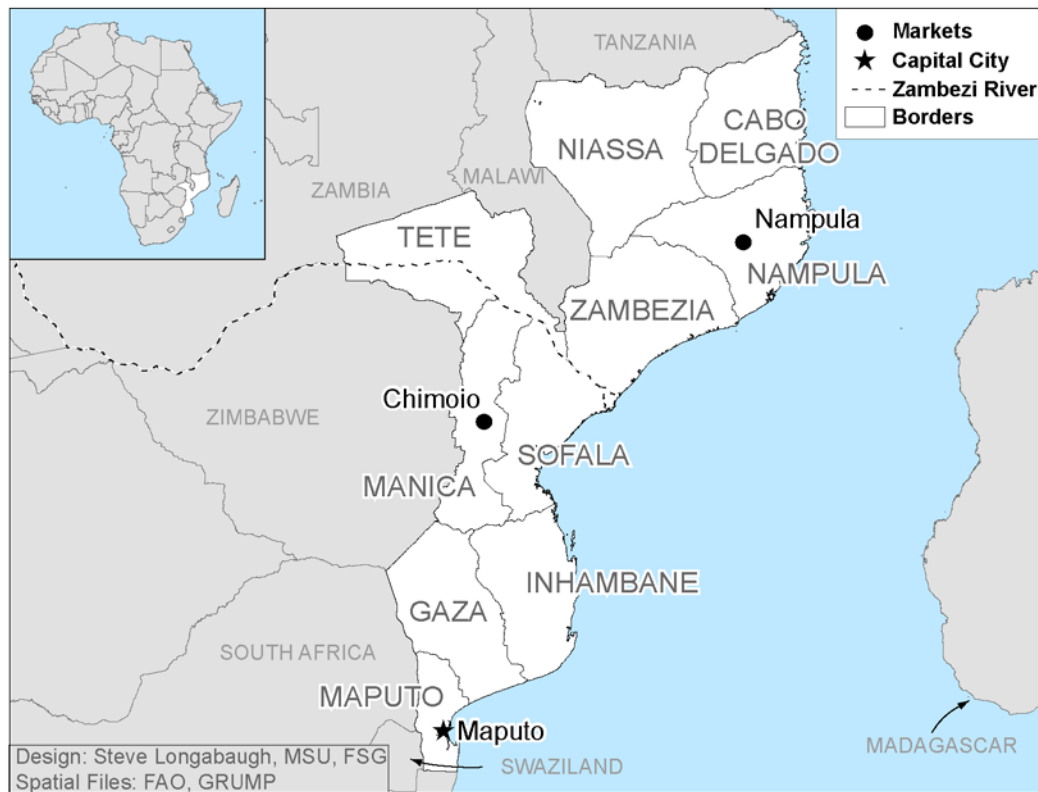 Markets
Capital City
Zambezi River
Borders
TANZANIA
CABO
DELGADO
NIASSA
MALAWI
ZAMBIA
Nampula
TETE
NAMPULA
ZAMBEZIA
Chimoio
ZIMBABWE
SOFALA
MANICA
INHAMBANE
GAZA
SOUTH AFRICA
MAPUTO
Maputo
MADAGASCAR
SWAZILAND
Design: Steve Longabaugh, MSU, FSG
Spatial Files: FAO, GRUMP